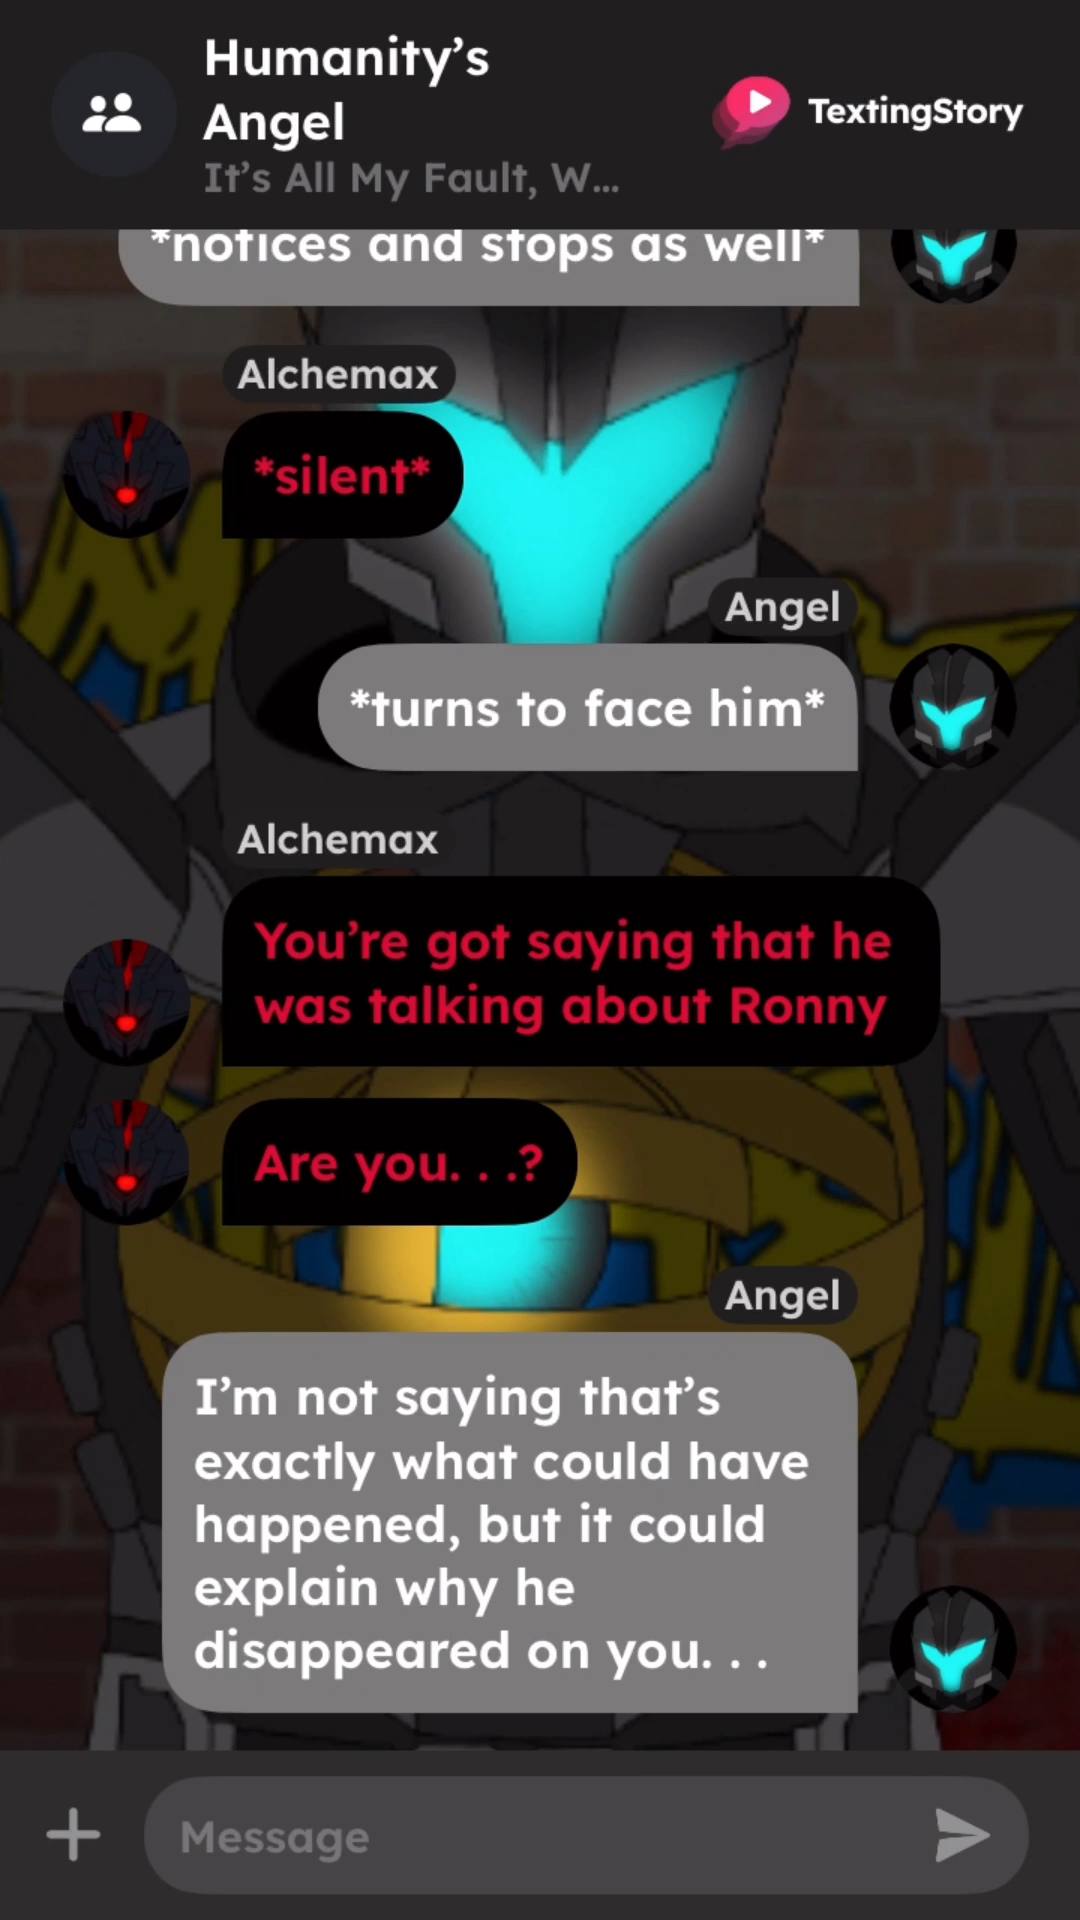 Humanity’s
Angel
It’s All My Fault, W...
TextingStory
*notices and stops as well*
Alchemax
*silent*
Angel
*turns to face him*
Alchemax
You’re got saying that he
was talking about Ronny
Are you. . .?
Angel
I’m not saying that’s
exactly what could have
happened, but it could
explain why he
disappeared on you. . .
Message